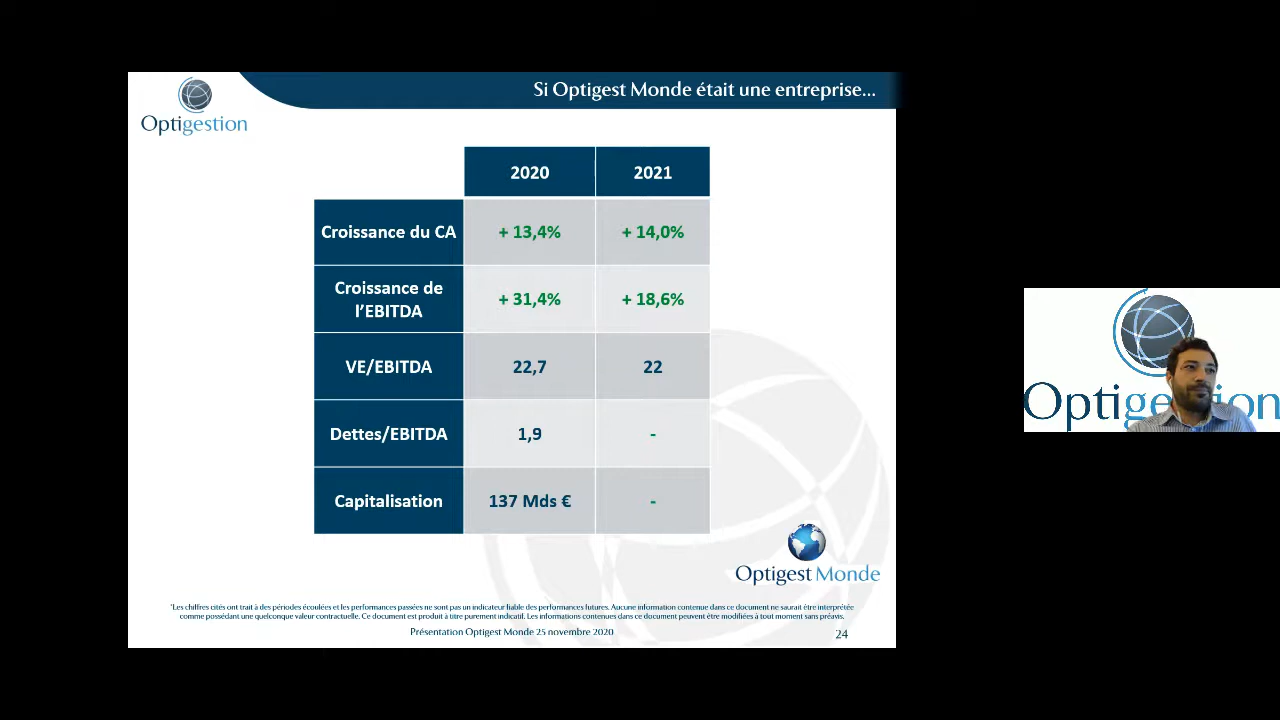 Si Optigest Monde était une entreprise...
Optigestion
2020 2021
Croissance du CA + 13,4% + 14,0%
Croissance de
l’EBITDA
+ 31,4% + 18,6%
VE/EBITDA 22,7 22
Dettes/EBITDA 1,9 -
Capitalisation 137 Mds € -
Optigestion
Optigest Monde
*Les chiffres cités ont trait à des périodes écoulées et les performances passées ne sont pas un indicateur fiable des performances futures. Aucune information contenue dans ce document ne saurait être interprétée
comme possédant une quelconque valeur contractuelle. Ce document est produit à titre purement indicatif. Les informations contenues dans ce document peuvent être modifiées à tout moment sans préavis.
Présentation Optigest Monde 25 novembre 2020
24